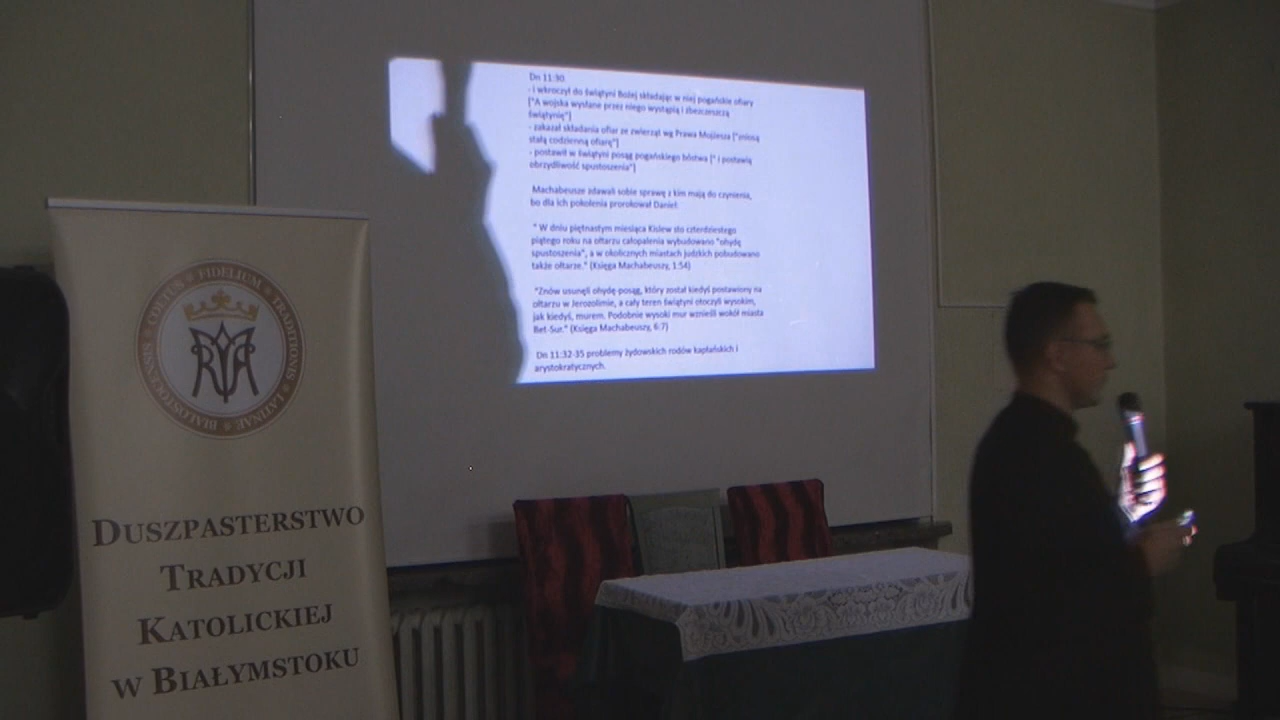 Dn 11:30
- i wkroczył do świątyni Bożej składając w niej pogańskie ofiary
["A wojska wysłane przez niego wystąpią i zbezczeszczą
świątynię"]
- zakazał składania ofiar ze zwierząt wg Prawa Mojżesza ["zniosą
stałą codzienną ofiarę"]
- postawił w świątyni posąg pogańskiego bóstwa [" i postawią
obrzydliwość spustoszenia"]
Machabeusze zdawali sobie sprawę z kim mają do czynienia,
bo dla ich pokolenia prorokował Daniel:
" W dniu piętnastym miesiąca Kislew sto czterdziestego
piątego roku na ołtarzu całopalenia wybudowano "ohydę
spustoszenia", a w okolicznych miastach judzkich pobudowano
także ołtarze." (Księga Machabeuszy, 1:54)
"Znów usunęli ohydę-posąg, który został kiedyś postawiony na
ołtarzu w Jerozolimie, a cały teren świątyni otoczyli wysokim,
jak kiedyś, murem. Podobnie wysoki mur wznieśli wokół miasta
Bet-Sur." (Księga Machabeuszy, 6:7)
Dn 11:32-35 problemy żydowskich rodów kapłańskich i
arystokratycznych.
CŒTUS * FIDELIUM * TRADITIONIS LATINAE * BIALOSTOCIENSIS
DUSZPASTERSTWO
TRADYCJI
KATOLICKIEJ
W BIAŁYMSTOKU